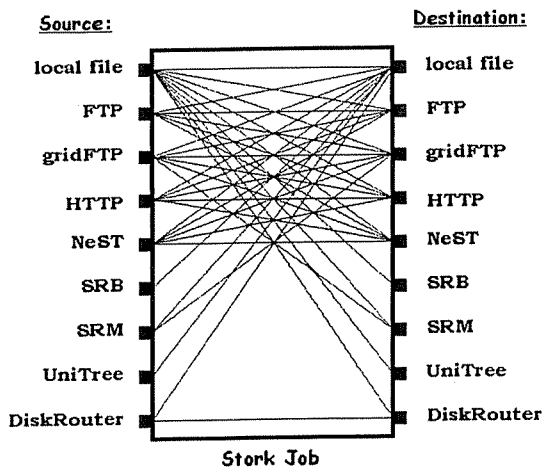 Source:
local file
FTP
gridFTP
HTTP
NeST
SRB
SRM
UniTree
DiskRouter
Destination:
local file
FTP
gridFTP
HTTP
NeST
SRB
SRM
UniTree
DiskRouter
Stork Job